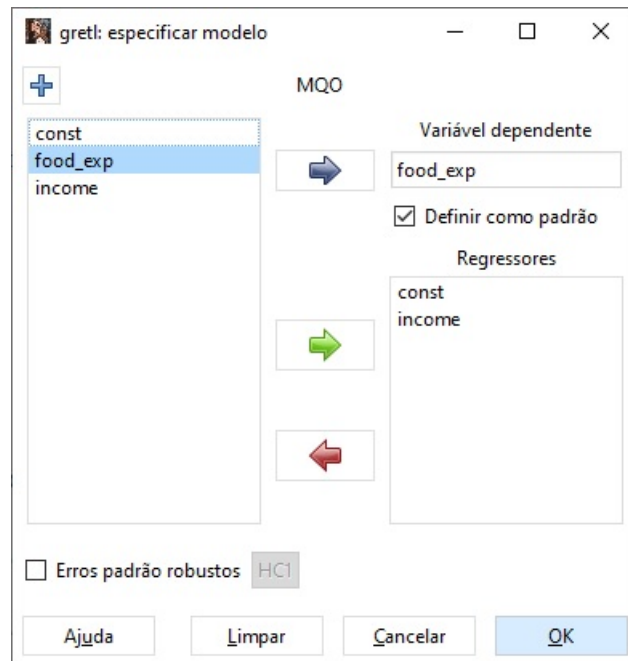 gretl: especificar modelo
MQO
const
food_exp
income
Variável dependente
food_exp
Definir como padrão
Regressores
const
income
Erros padrão robustos HC1
Ajuda Limpar Cancelar OK